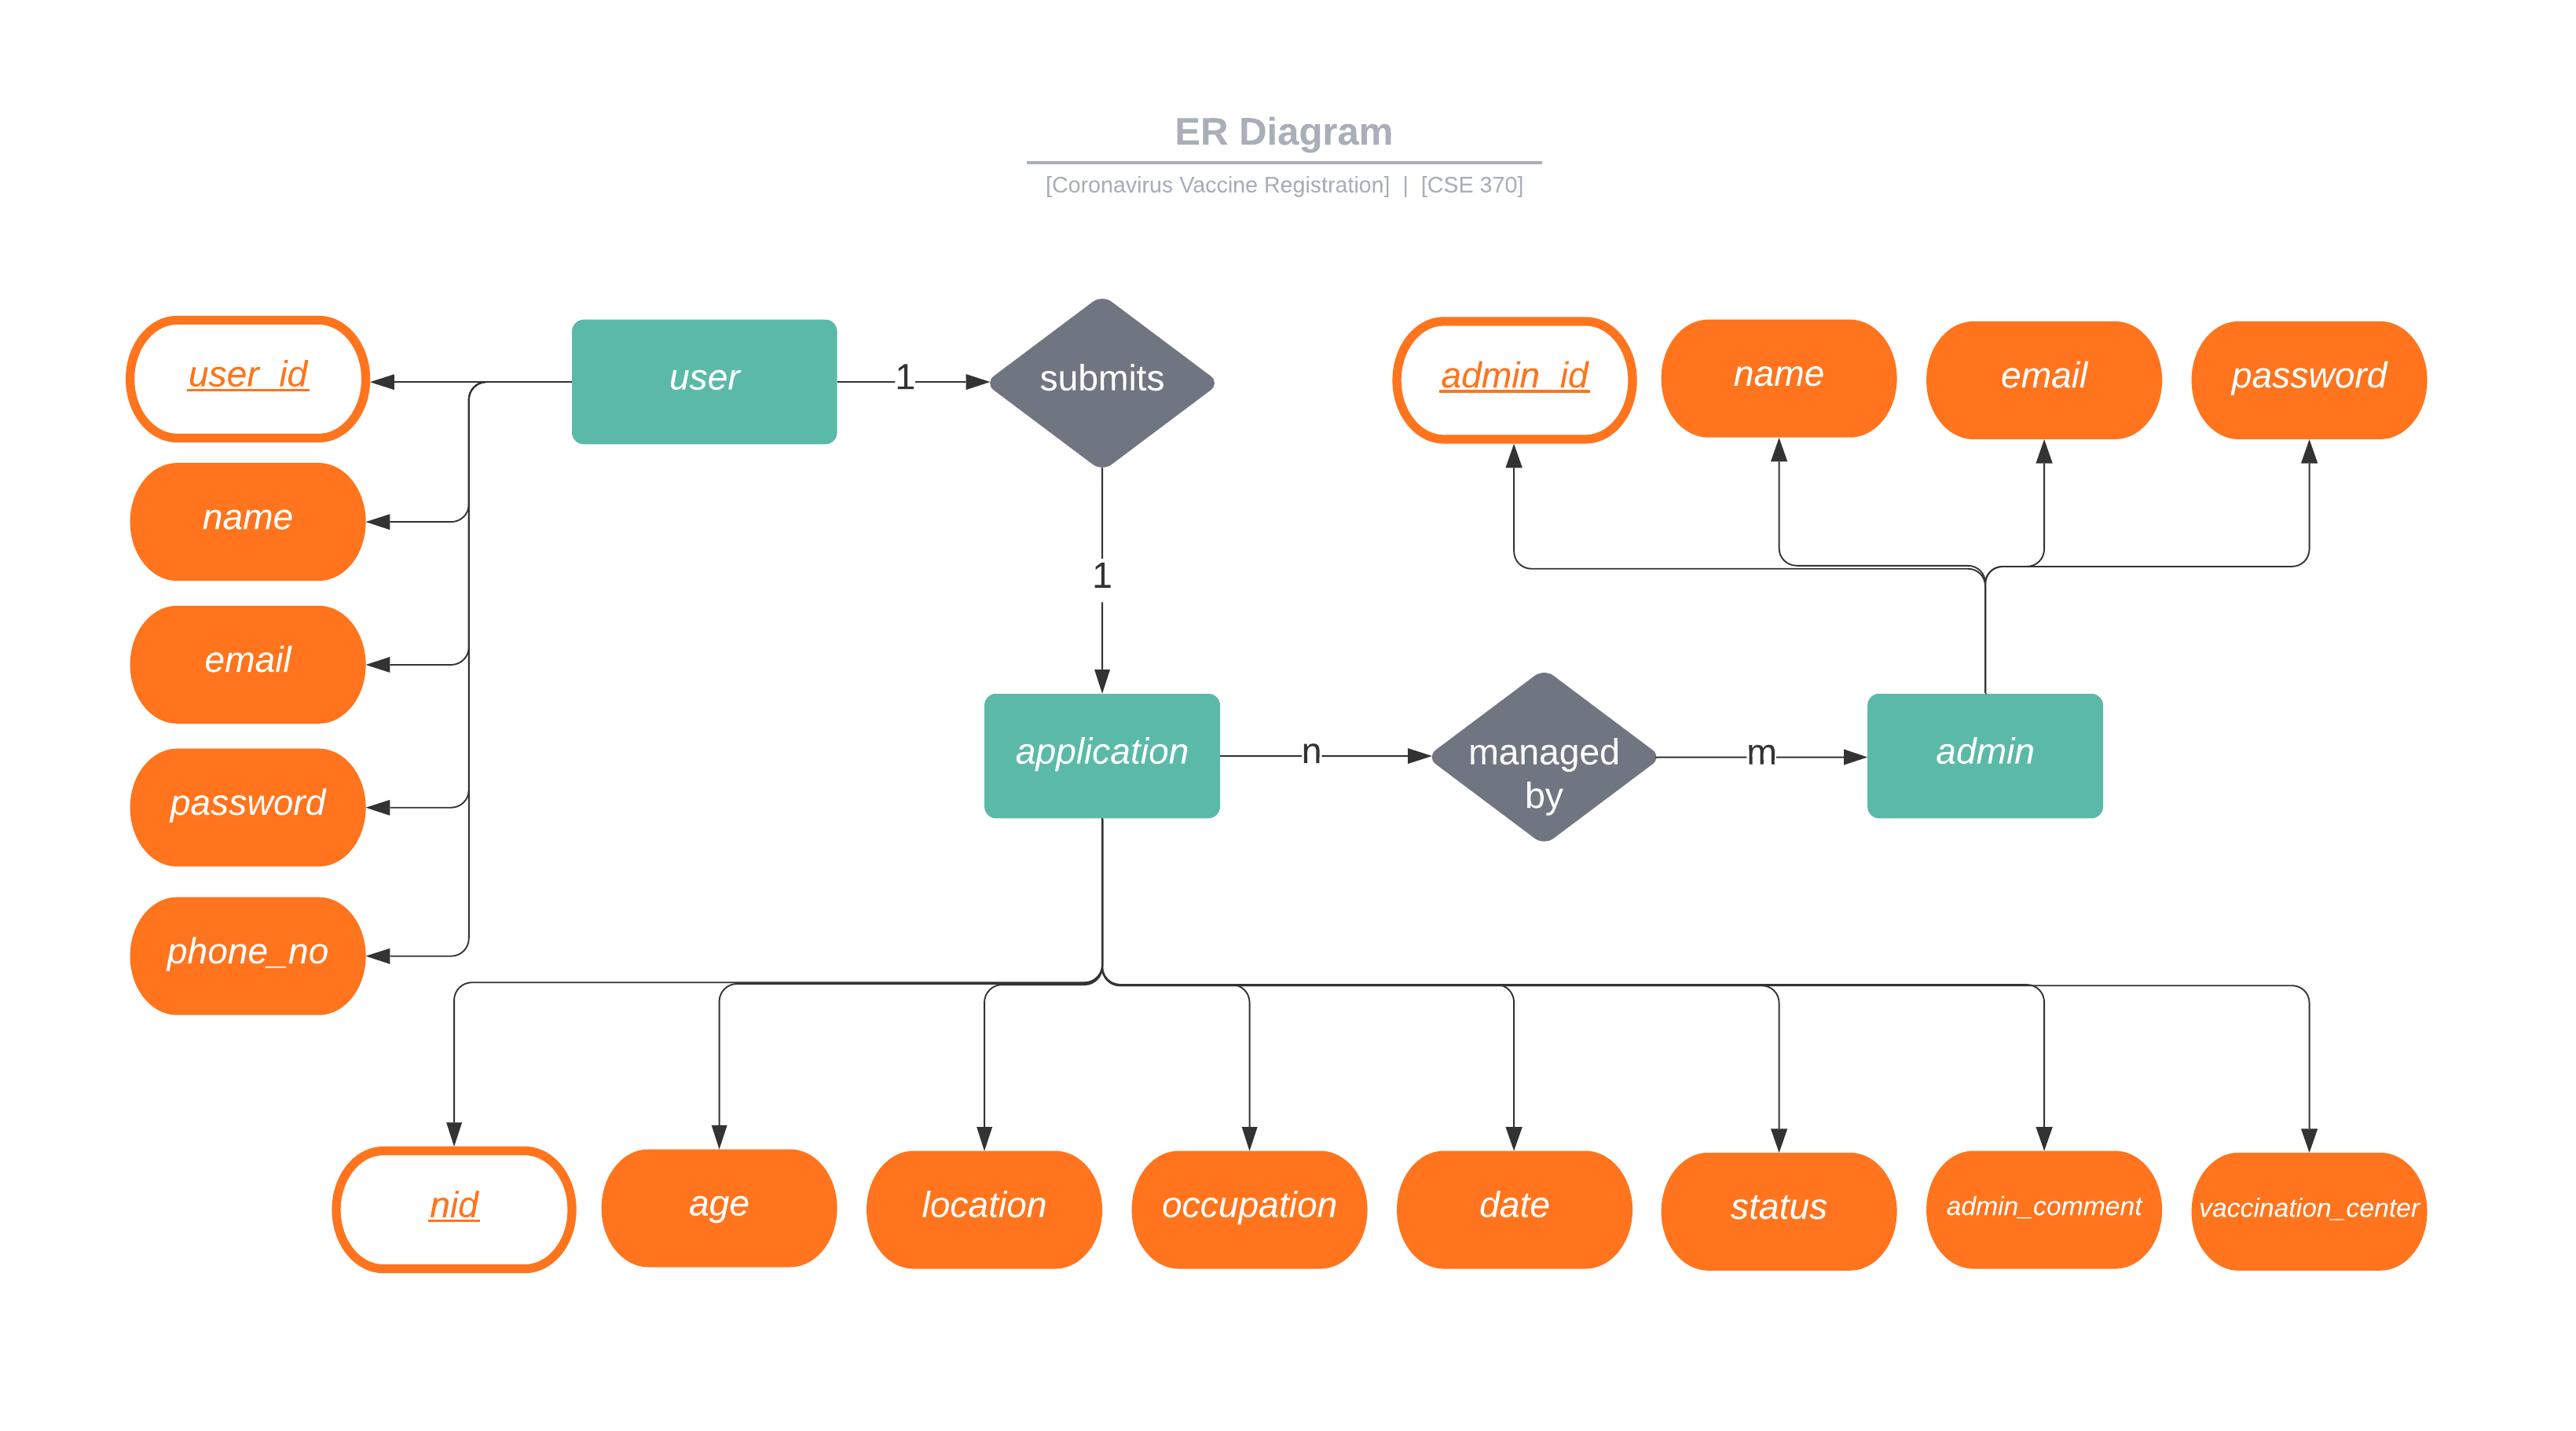 ER Diagram
[Coronavirus Vaccine Registration] | [CSE 370]
user_id
user
1
submits
admin_id
name
email
password
name
1
email
application
n
managed
by
m
admin
password
phone_no
nid
age
location
occupation
date
status
admin_comment
vaccination_center